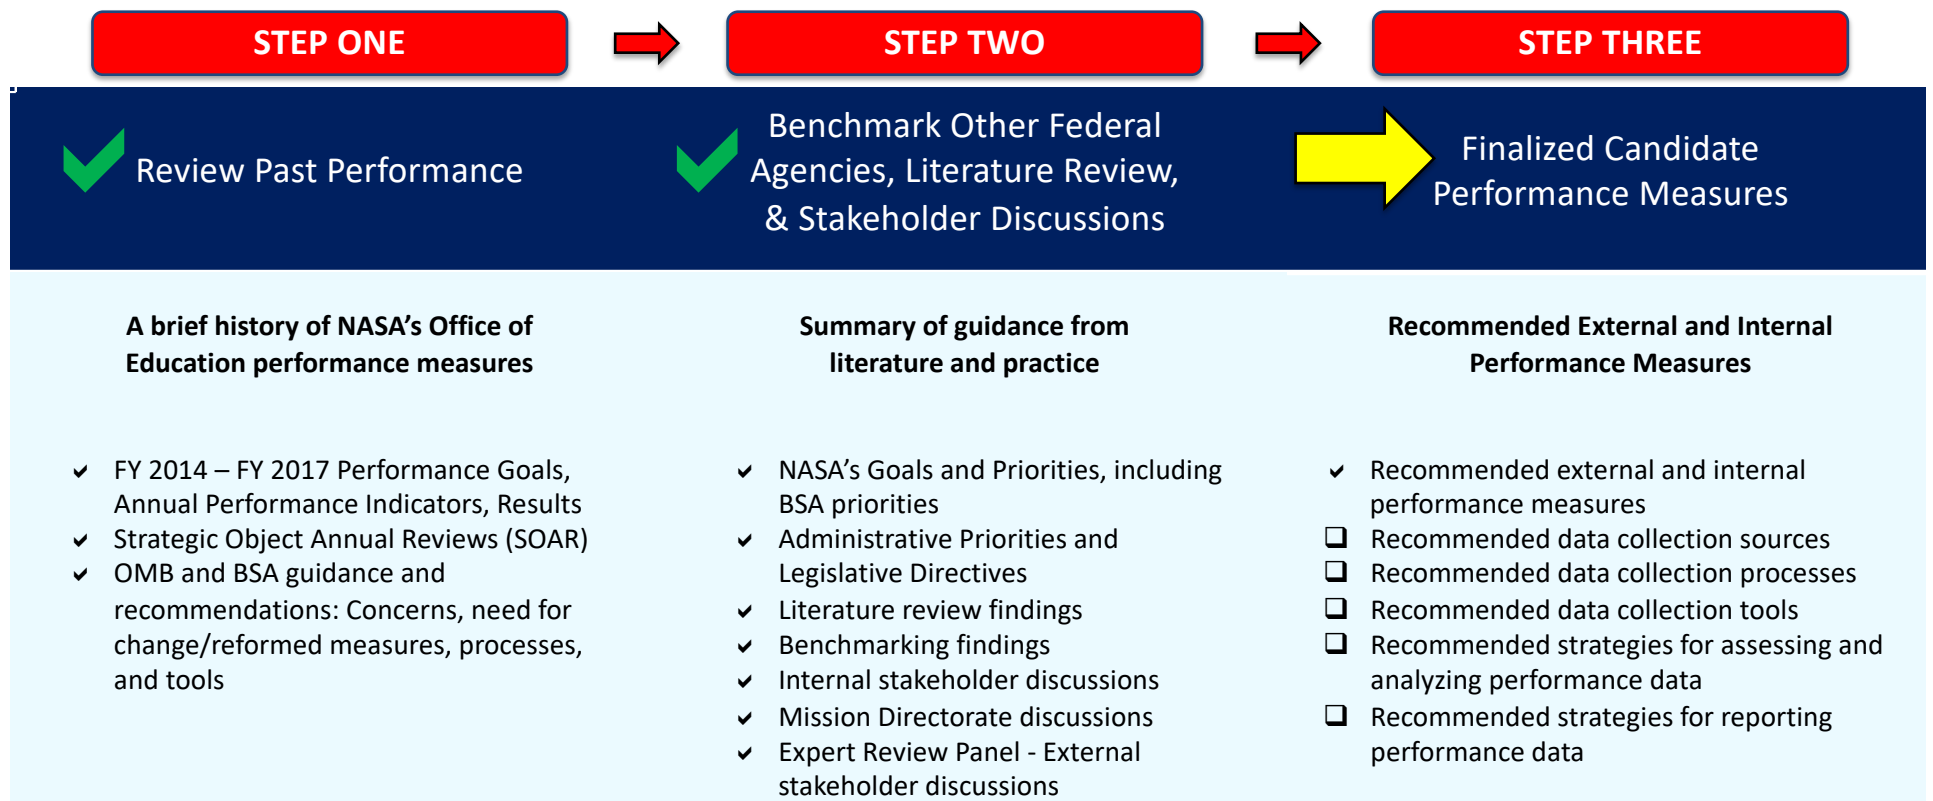 STEP ONE
STEP TWO
STEP THREE
Review Past Performance
Benchmark Other Federal
Agencies, Literature Review,
& Stakeholder Discussions
Finalized Candidate
Performance Measures
A brief history of NASA's Office of
Education performance measures
FY 2014 – FY 2017 Performance Goals,
Annual Performance Indicators, Results
Strategic Object Annual Reviews (SOAR)
OMB and BSA guidance and
recommendations: Concerns, need for
change/reformed measures, processes,
and tools
Summary of guidance from
literature and practice
NASA's Goals and Priorities, including
BSA priorities
Administrative Priorities and
Legislative Directives
Literature review findings
Benchmarking findings
Internal stakeholder discussions
Mission Directorate discussions
Expert Review Panel - External
stakeholder discussions
Recommended External and Internal
Performance Measures
Recommended external and internal
performance measures
Recommended data collection sources
Recommended data collection processes
Recommended data collection tools
Recommended strategies for assessing and
analyzing performance data
Recommended strategies for reporting
performance data